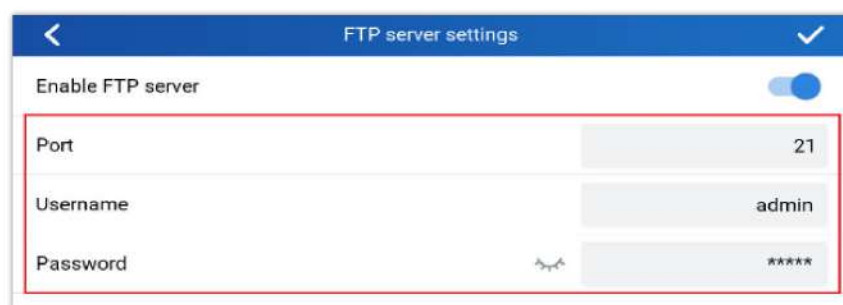 FTP server settings
Enable FTP server
Port 21
Username admin
Password *****